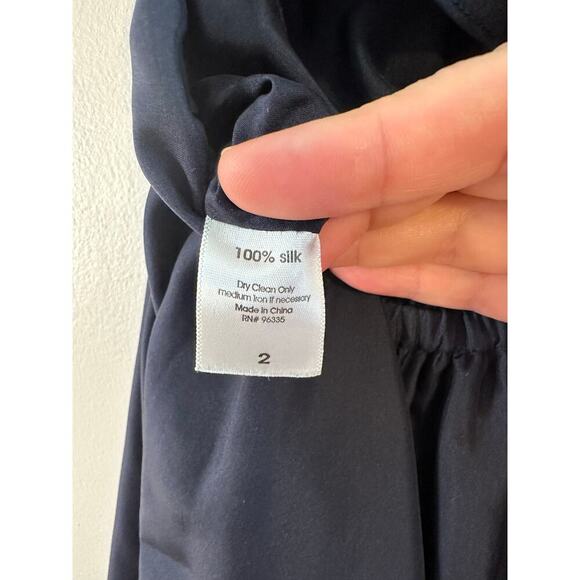 100% silk
Dry Clean Only
medium Iron if necessary
Made in China
RN# 96335
2